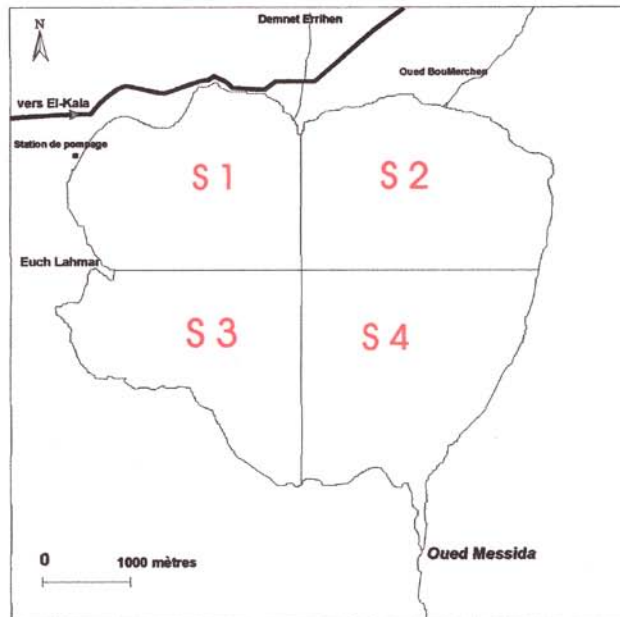 N
Demnet Errihen
Oued BouMerchen
vers El-Kala
Station de pompage
S 1
S 2
Euch Lahmar
S 3
S 4
0 1000 mètres
Oued Messida